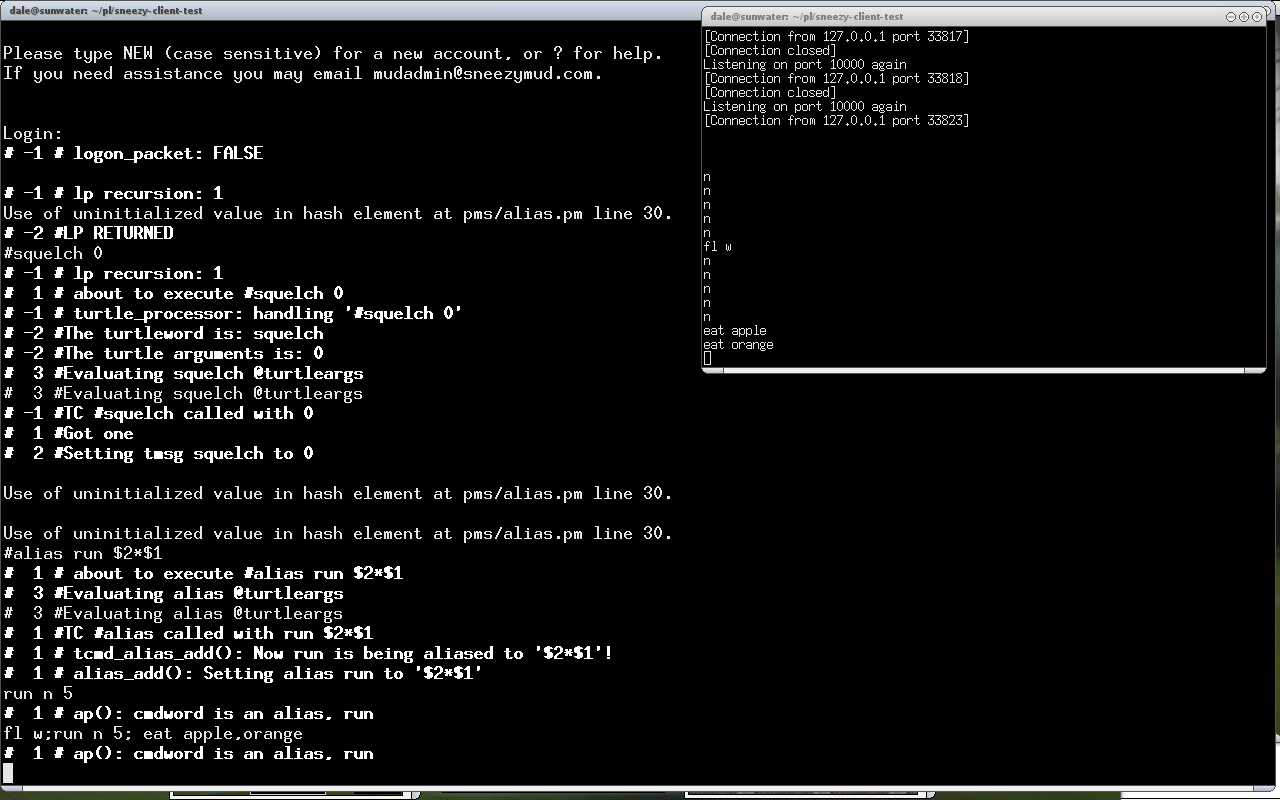 dale@sunwater: ~/pl/sneezy-client-test
Please type NEW (case sensitive) for a new account, or ? for help.
If you need assistance you may email mudadmin@sneezymud.com.
Login:
# -1 # logon_packet: FALSE
# -1 # lp recursion: 1
Use of uninitialized value in hash element at pms/alias.pm line 30.
# -2 #LP RETURNED
#squelch 0
# -1 # lp recursion: 1
#  1 # about to execute #squelch 0
# -1 # turtle_processor: handling '#squelch 0'
# -2 #The turtleword is: squelch
# -2 #The turtle arguments is: 0
#  3 #Evaluating squelch @turtleargs
#  3 #Evaluating squelch @turtleargs
# -1 #TC #squelch called with 0
#  1 #Got one
#  2 #Setting tmsg squelch to 0
Use of uninitialized value in hash element at pms/alias.pm line 30.
Use of uninitialized value in hash element at pms/alias.pm line 30.
#alias run $2*$1
#  1 # about to execute #alias run $2*$1
#  3 #Evaluating alias @turtleargs
#  3 #Evaluating alias @turtleargs
#  1 #TC #alias called with run $2*$1
#  1 # tcmd_alias_add(): Now run is being aliased to '$2*$1'!
#  1 # alias_add(): Setting alias run to '$2*$1'
run n 5
#  1 # ap(): cmdword is an alias, run
fl w;run n 5; eat apple,orange
#  1 # ap(): cmdword is an alias, run
dale@sunwater: ~/pl/sneezy-client-test
[Connection from 127.0.0.1 port 33817]
[Connection closed]
Listening on port 10000 again
[Connection from 127.0.0.1 port 33818]
[Connection closed]
Listening on port 10000 again
[Connection from 127.0.0.1 port 33823]
n
n
n
n
n
fl w
n
n
n
n
n
eat apple
eat orange